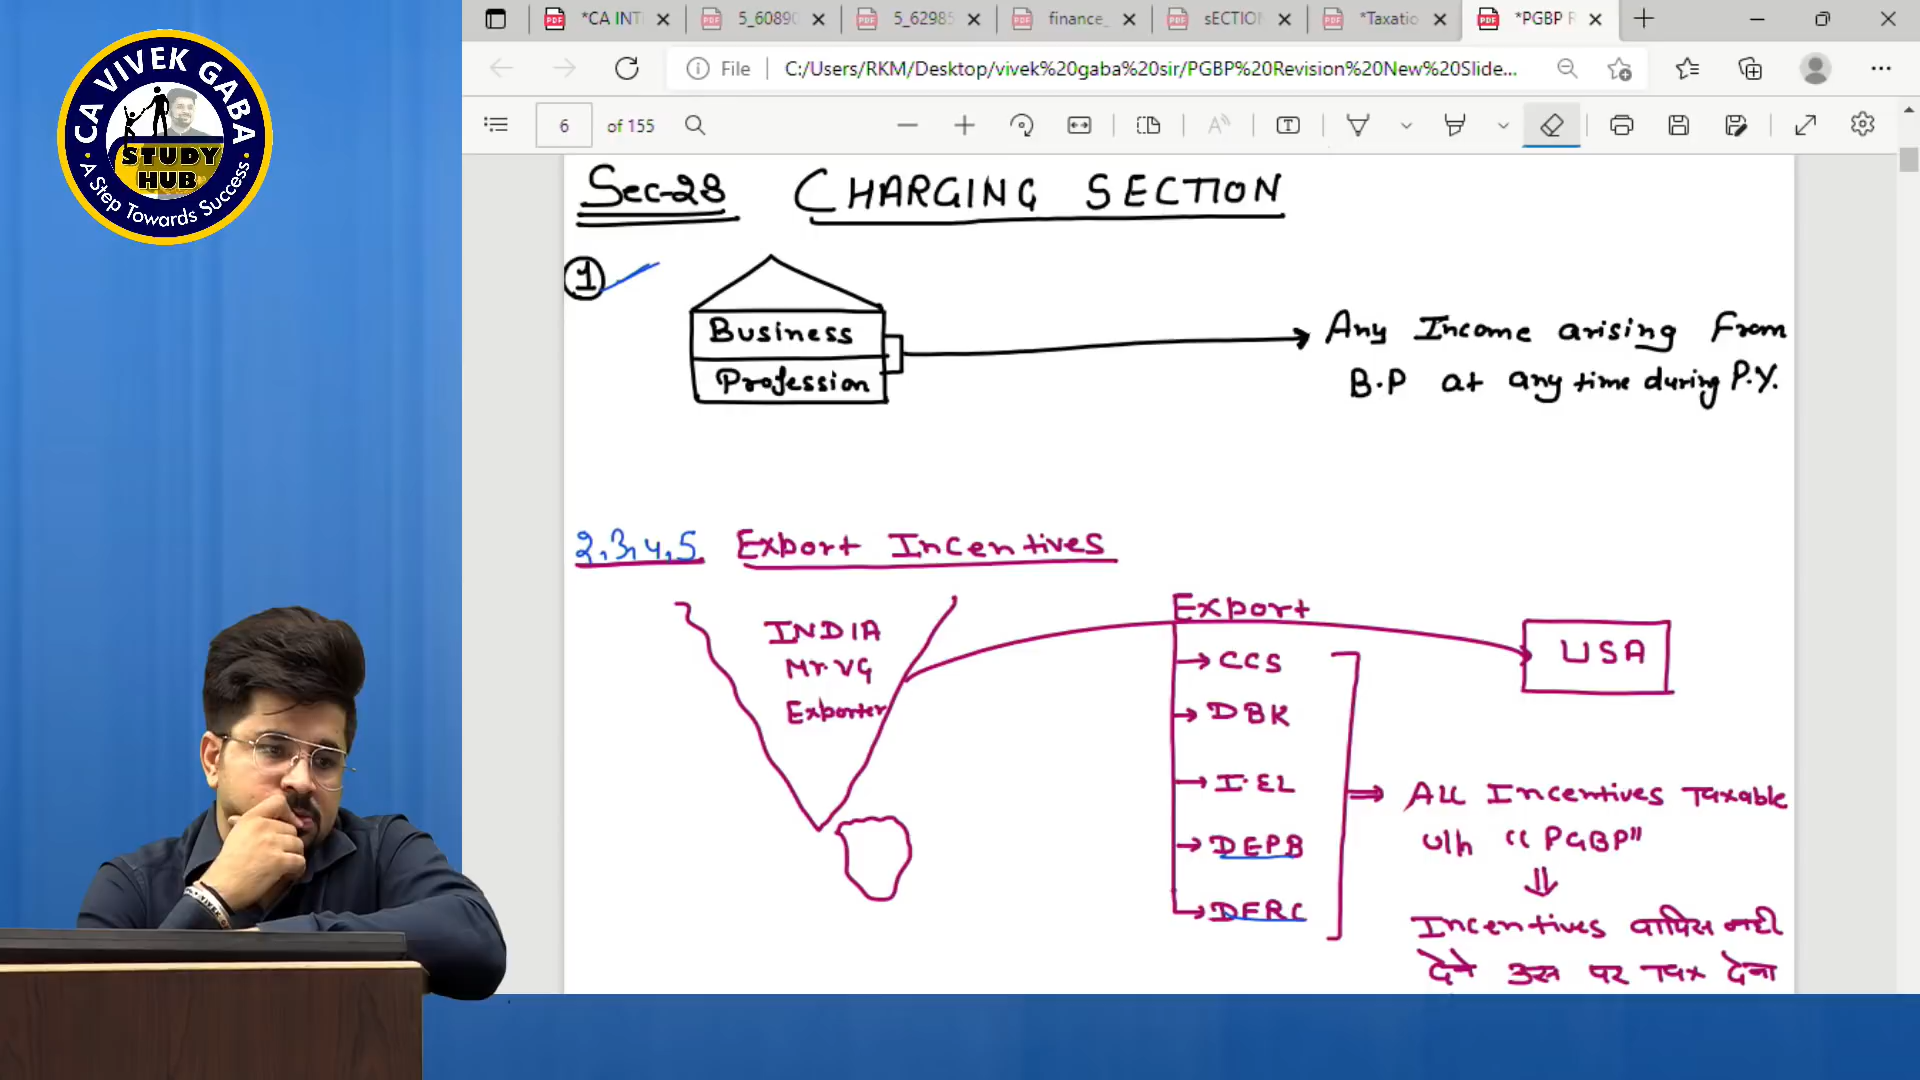 *CA INT
5_6089
5_6298
finance_
sECTION
*Taxatio
*PGBP R
File
C:/Users/RKM/Desktop/vivek%20gaba%20sir/PGBP%20Revision%20New%20Slide...
6 of 155
CA VIVEK GABA
STUDY
HUB
A Step Towards Success
Sec-28 CHARGING SECTION
1
Business
Profession
Any Income arising From
B.P at any time during P.Y.
2,3,4,5 Export Incentives
INDIA
Mr.VG
Exporter
Export
CCS
DBK
I.EL
DEPB
DFRC
USA
ALL Incentives Taxable
u/h "PGBP"
Incentives वापिस नही
देने उस पर Tax देना